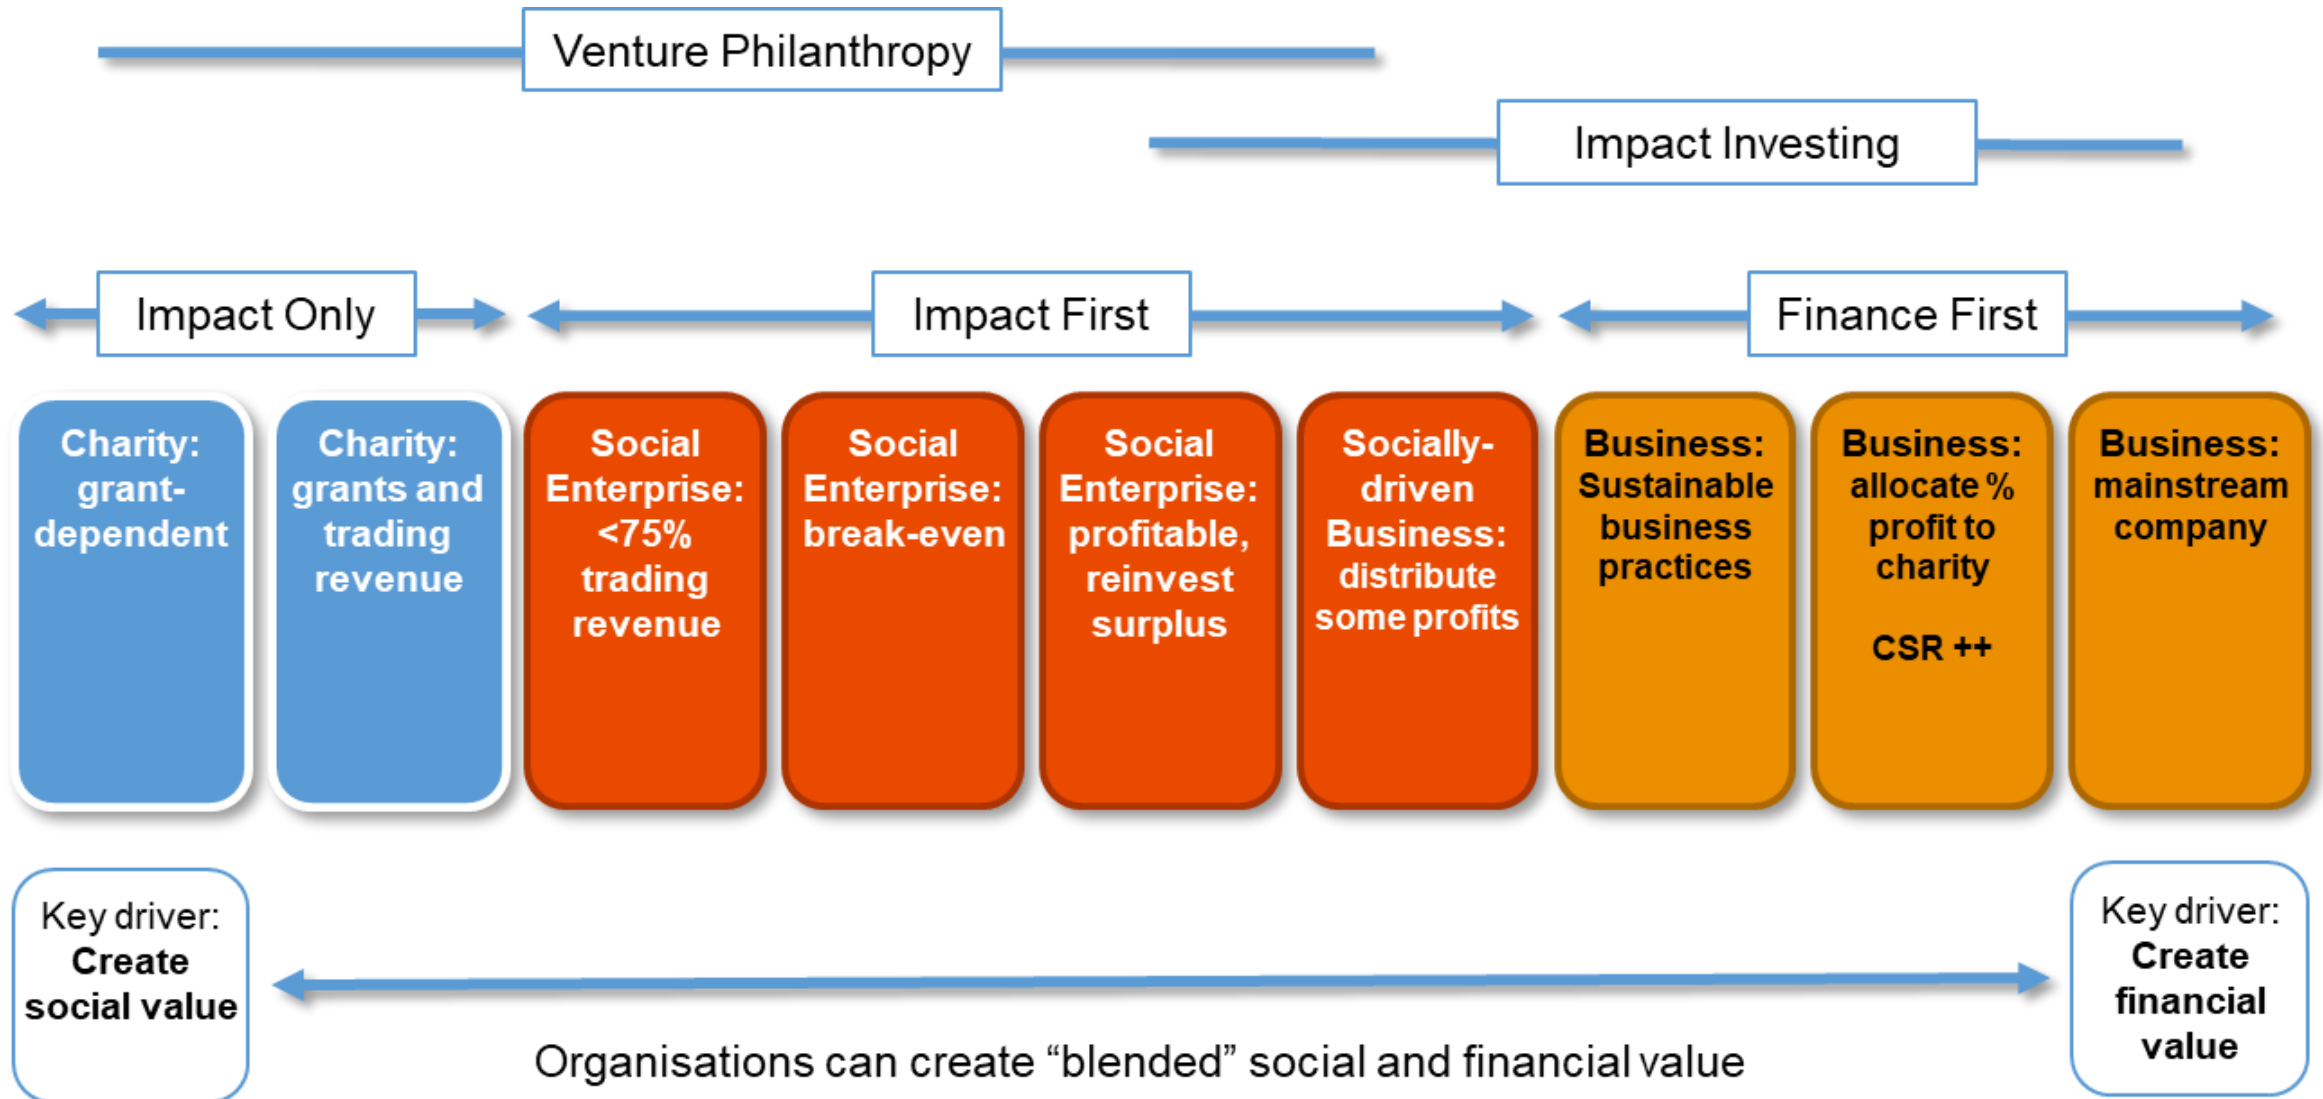 Venture Philanthropy
Impact Investing
Impact Only
Impact First
Finance First
Charity:
grant-
dependent
Charity:
grants and
trading
revenue
Social
Enterprise:
<75%
trading
revenue
Social
Enterprise:
break-even
Social
Enterprise:
profitable,
reinvest
surplus
Socially-
driven
Business:
distribute
some profits
Business:
Sustainable
business
practices
Business:
allocate %
profit to
charity
CSR ++
Business:
mainstream
company
Key driver:
Create
social value
Organisations can create “blended” social and financial value
Key driver:
Create
financial
value